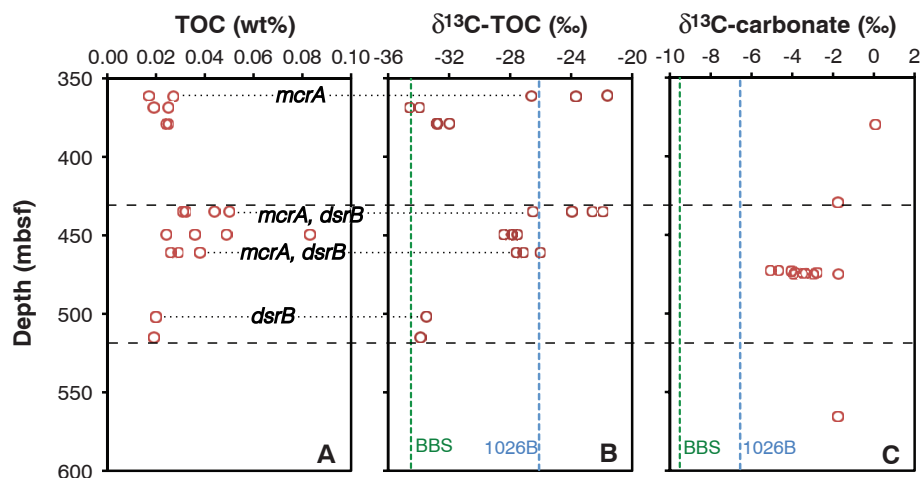 TOC (wt%) δ13C-TOC (‰) δ13C-carbonate (‰)
0.00 0.02 0.04 0.06 0.08 0.10 -36 -32 -28 -24 -20 -10 -8 -6 -4 -2 0 2
350
mcrA
400
mcrA, dsrB
450
mcrA, dsrB
500
dsrB
550
600
Depth (mbsf)
BBS 1026B BBS 1026B
A B C